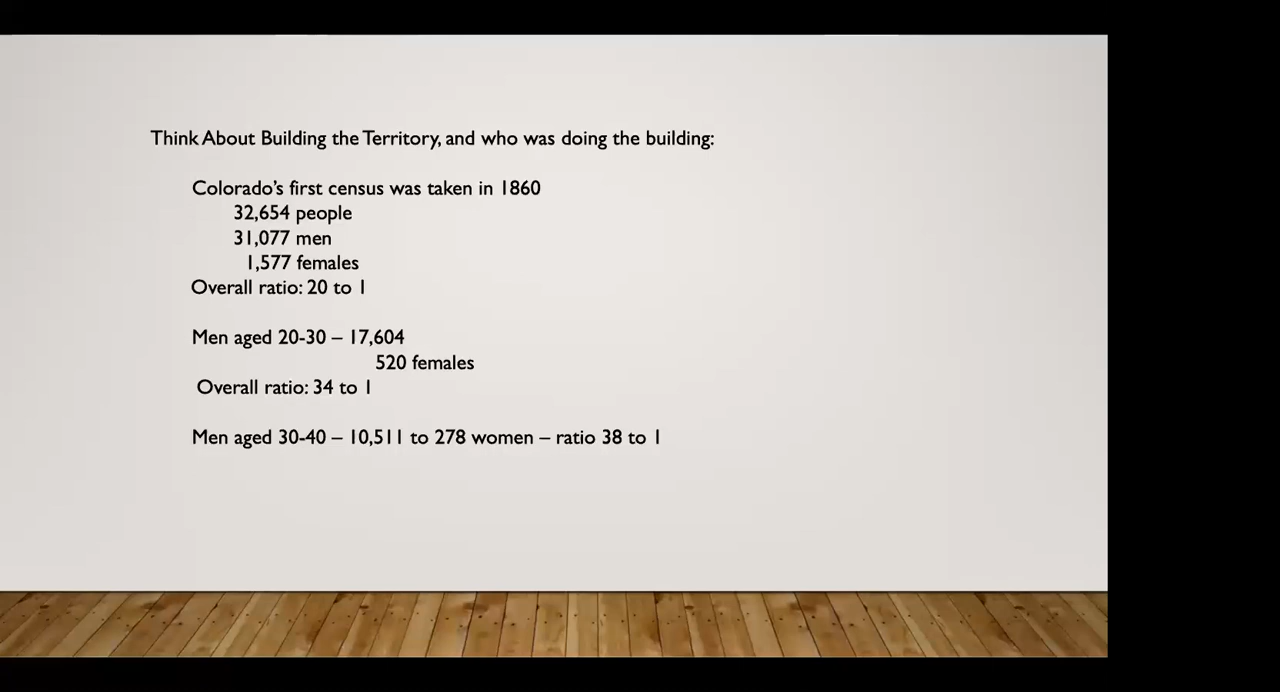 Think About Building the Territory, and who was doing the building:
Colorado's first census was taken in 1860
32,654 people
31,077 men
1,577 females
Overall ratio: 20 to 1
Men aged 20-30 – 17,604
520 females
Overall ratio: 34 to 1
Men aged 30-40 – 10,511 to 278 women – ratio 38 to 1